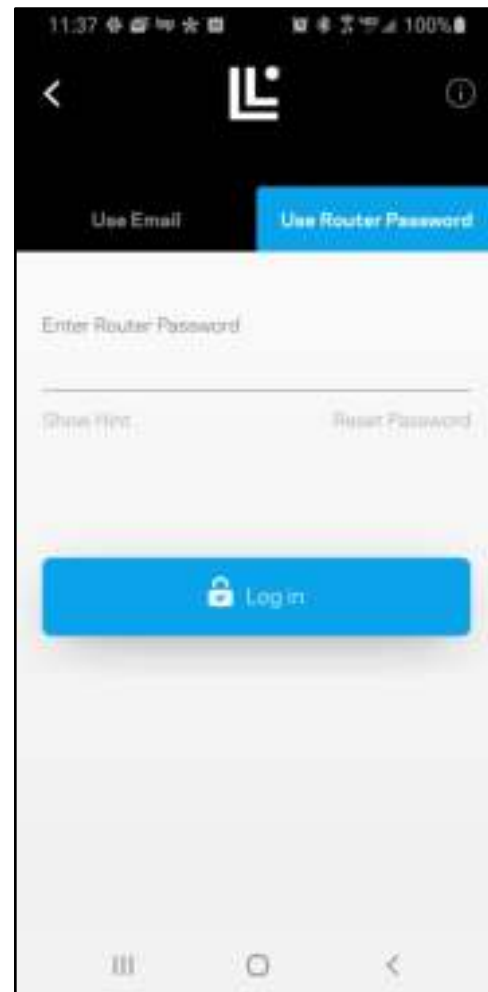 11:37 100%
Use Email Use Router Password
Enter Router Password
Show Hint Reset Password
Log in